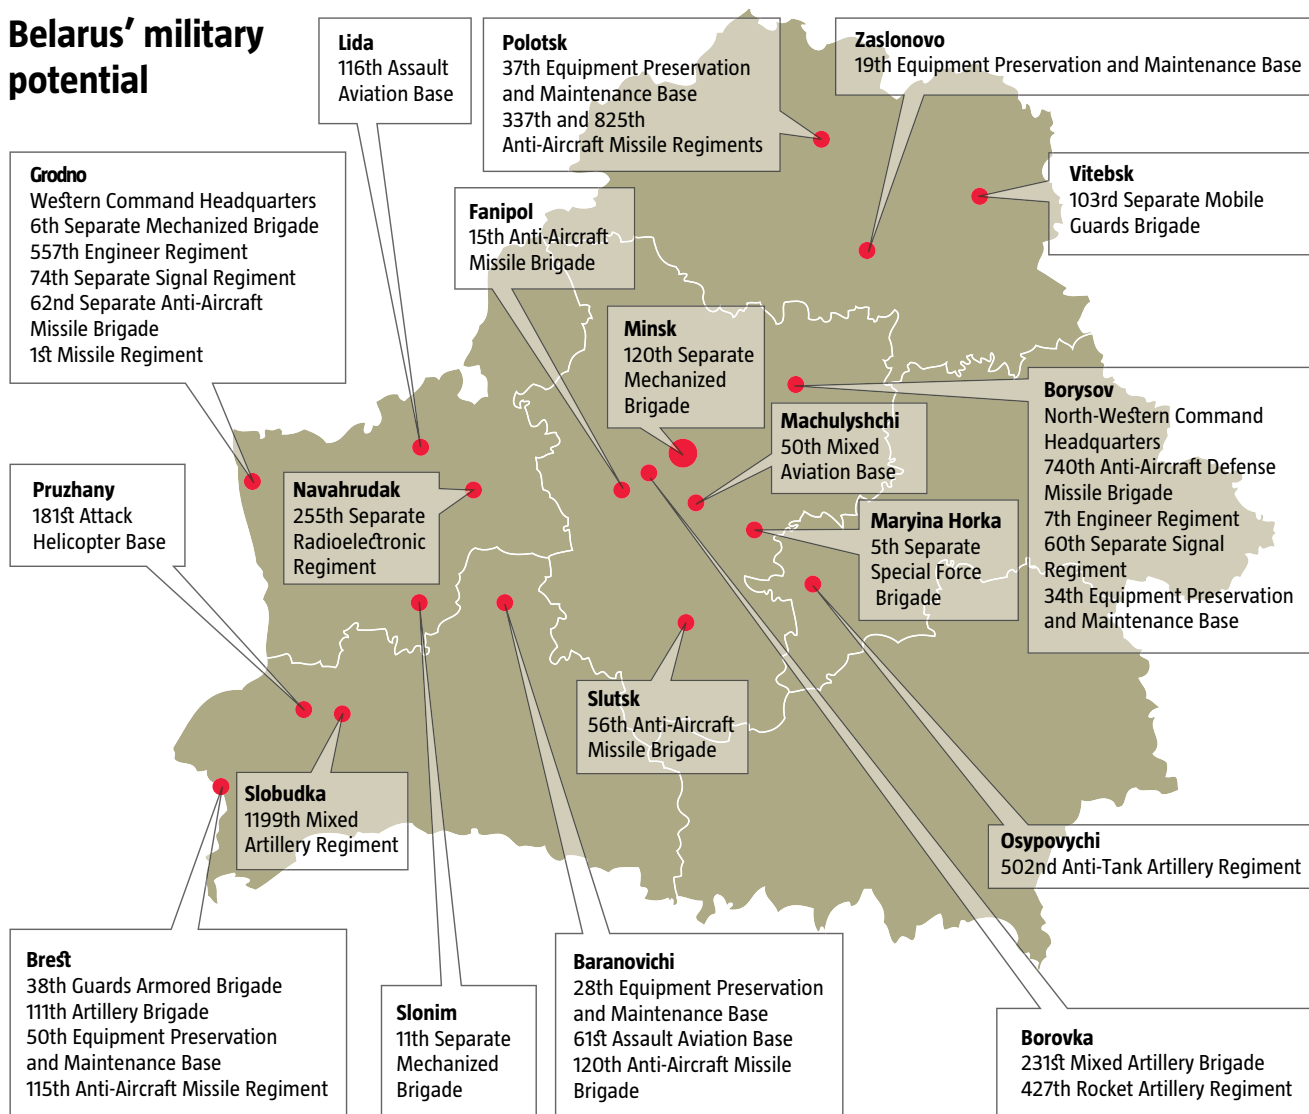 Belarus’ military
potential
Lida
116th Assault
Aviation Base
Polotsk
37th Equipment Preservation
and Maintenance Base
337th and 825th
Anti-Aircraft Missile Regiments
Zaslonovo
19th Equipment Preservation and Maintenance Base
Grodno
Western Command Headquarters
6th Separate Mechanized Brigade
557th Engineer Regiment
74th Separate Signal Regiment
62nd Separate Anti-Aircraft
Missile Brigade
1st Missile Regiment
Fanipol
15th Anti-Aircraft
Missile Brigade
Vitebsk
103rd Separate Mobile
Guards Brigade
Minsk
120th Separate
Mechanized
Brigade
Machulyshchi
50th Mixed
Aviation Base
Borysov
North-Western Command
Headquarters
740th Anti-Aircraft Defense
Missile Brigade
7th Engineer Regiment
60th Separate Signal
Regiment
34th Equipment Preservation
and Maintenance Base
Pruzhany
181st Attack
Helicopter Base
Navahrudak
255th Separate
Radioelectronic
Regiment
Maryina Horka
5th Separate
Special Force
Brigade
Slutsk
56th Anti-Aircraft
Missile Brigade
Slobudka
1199th Mixed
Artillery Regiment
Osypovychi
502nd Anti-Tank Artillery Regiment
Brest
38th Guards Armored Brigade
111th Artillery Brigade
50th Equipment Preservation
and Maintenance Base
115th Anti-Aircraft Missile Regiment
Slonim
11th Separate
Mechanized
Brigade
Baranovichi
28th Equipment Preservation
and Maintenance Base
61st Assault Aviation Base
120th Anti-Aircraft Missile
Brigade
Borovka
231st Mixed Artillery Brigade
427th Rocket Artillery Regiment